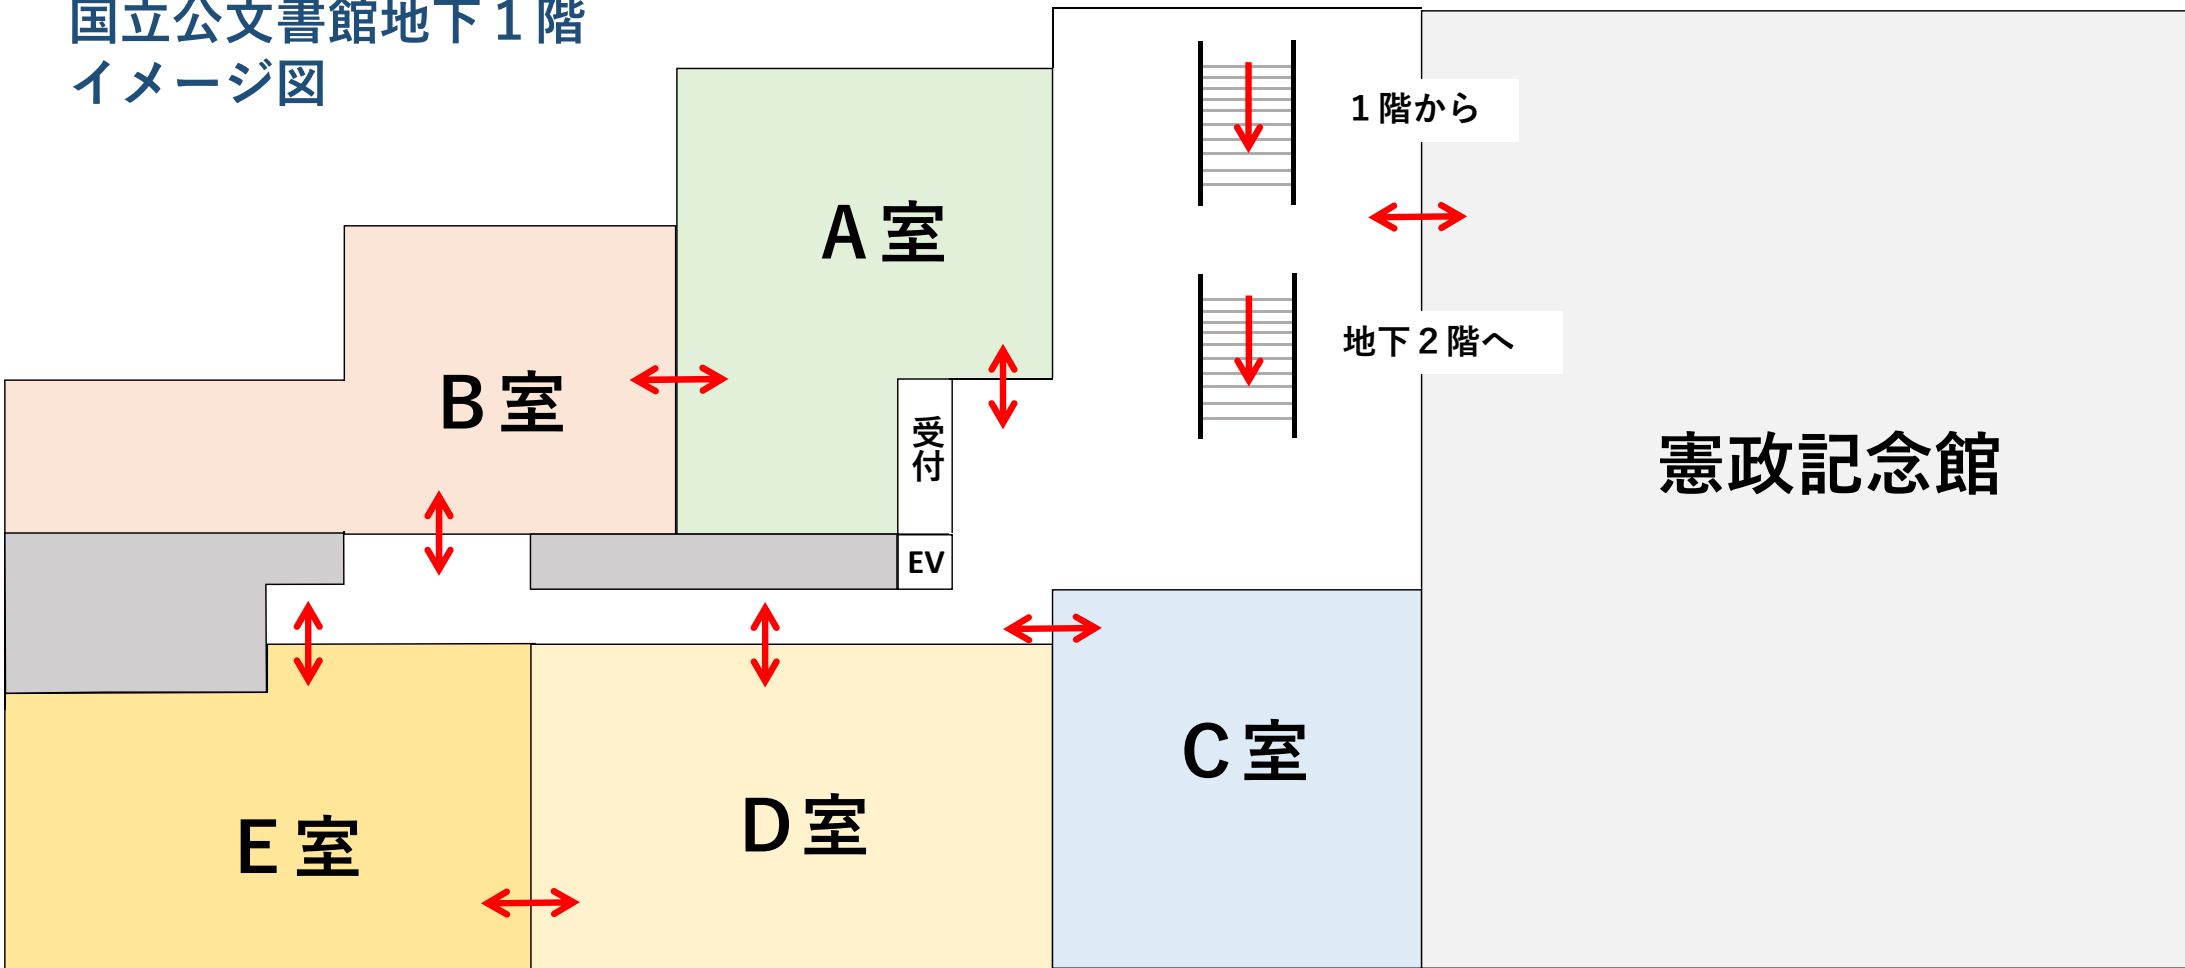 国立公文書館地下１階
イメージ図
１階から
A室
地下２階へ
B室
受付
憲政記念館
EV
C室
D室
E室